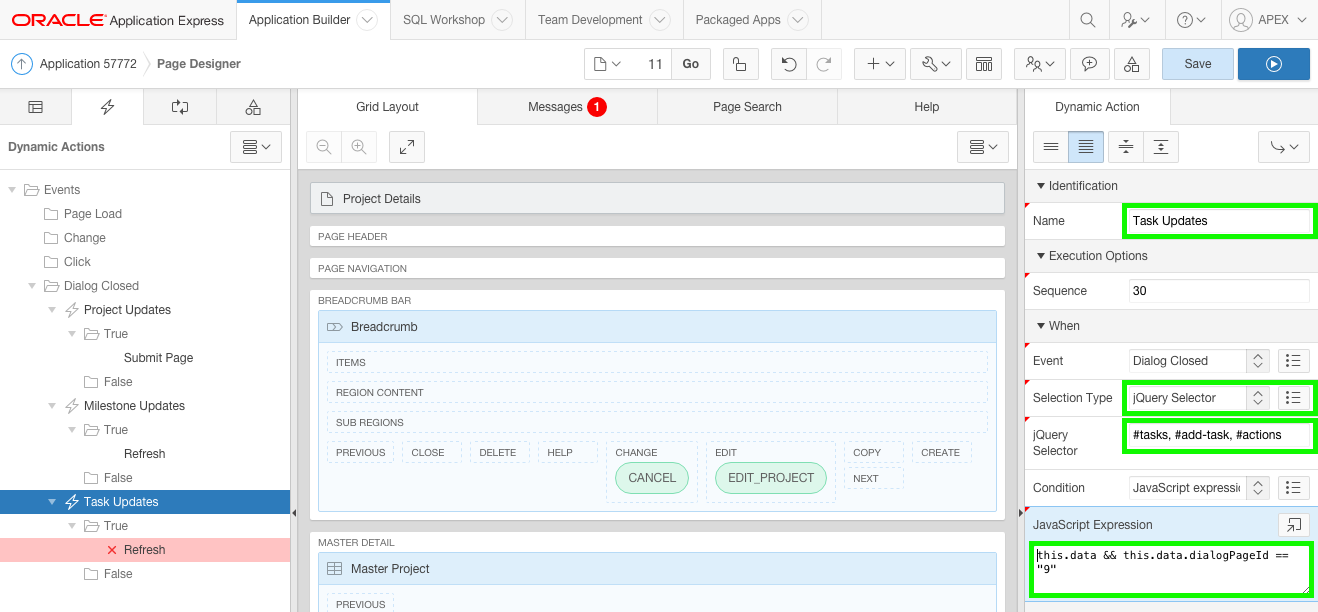 ORACLE Application Express
Application Builder
SQL Workshop
Team Development
Packaged Apps
APEX
Application 57772
Page Designer
11
Go
Save
Dynamic Actions
Events
Page Load
Change
Click
Dialog Closed
Project Updates
True
Submit Page
False
Milestone Updates
True
Refresh
False
Task Updates
True
Refresh
False
Grid Layout
Messages 1
Page Search
Help
Project Details
PAGE HEADER
PAGE NAVIGATION
BREADCRUMB BAR
Breadcrumb
ITEMS
REGION CONTENT
SUB REGIONS
PREVIOUS CLOSE DELETE HELP CHANGE EDIT COPY CREATE
CANCEL EDIT_PROJECT NEXT
MASTER DETAIL
Master Project
PREVIOUS
Dynamic Action
Identification
Name Task Updates
Execution Options
Sequence 30
When
Event Dialog Closed
Selection Type jQuery Selector
jQuery Selector #tasks, #add-task, #actions
Condition JavaScript expressi
JavaScript Expression
this.data && this.data.dialogPageId ==
"9"